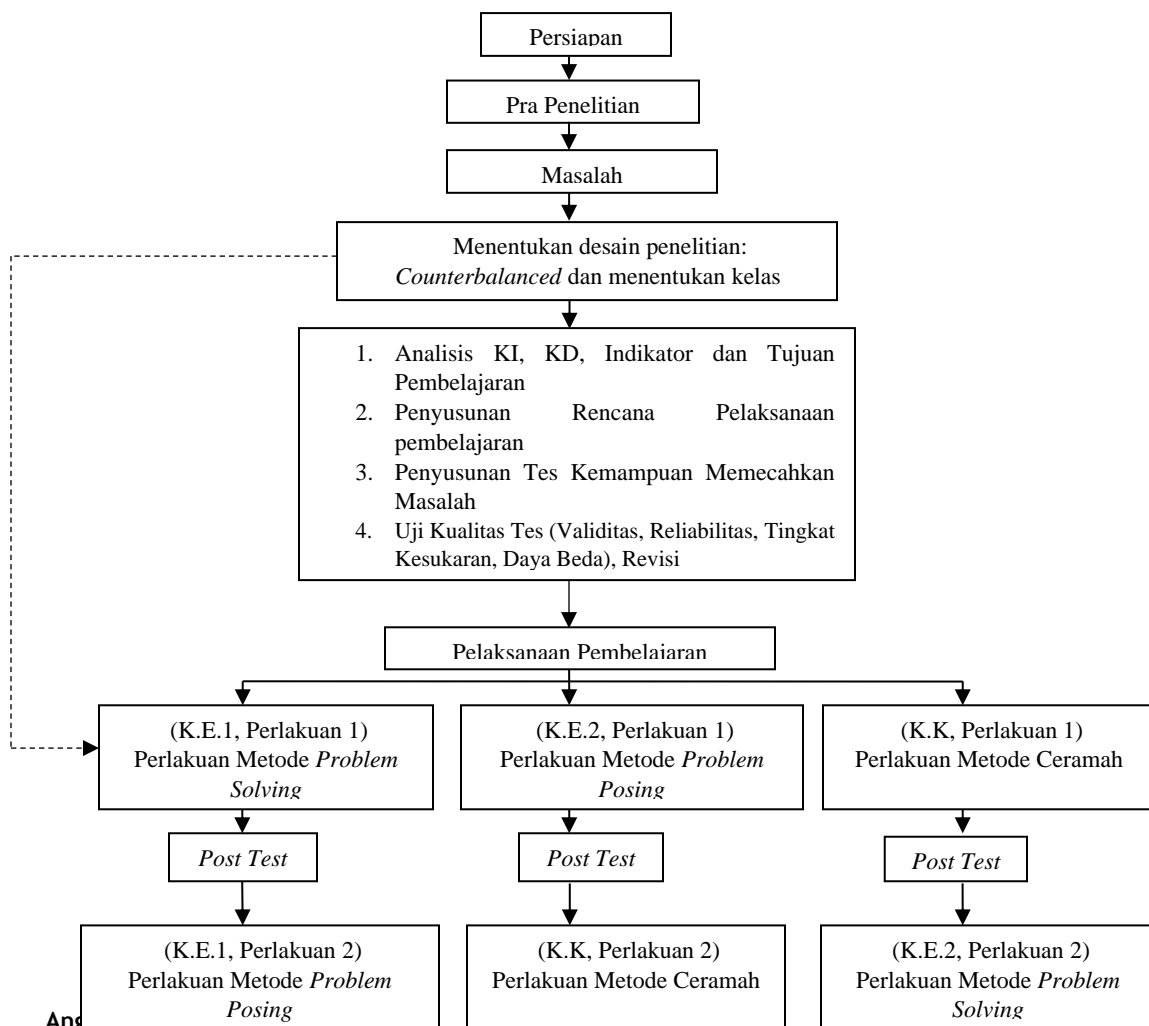 Persiapan
Pra Penelitian
Masalah
Menentukan desain penelitian:
Counterbalanced dan menentukan kelas
1. Analisis KI, KD, Indikator dan Tujuan
Pembelajaran
2. Penyusunan Rencana Pelaksanaan
pembelajaran
3. Penyusunan Tes Kemampuan Memecahkan
Masalah
4. Uji Kualitas Tes (Validitas, Reliabilitas, Tingkat
Kesukaran, Daya Beda), Revisi
Pelaksanaan Pembelajaran
(K.E.1, Perlakuan 1)
Perlakuan Metode Problem
Solving
(K.E.2, Perlakuan 1)
Perlakuan Metode Problem
Posing
(K.K, Perlakuan 1)
Perlakuan Metode Ceramah
Post Test
Post Test
Post Test
(K.E.1, Perlakuan 2)
Perlakuan Metode Problem
Posing
(K.K, Perlakuan 2)
Perlakuan Metode Ceramah
(K.E.2, Perlakuan 2)
Perlakuan Metode Problem
Solving